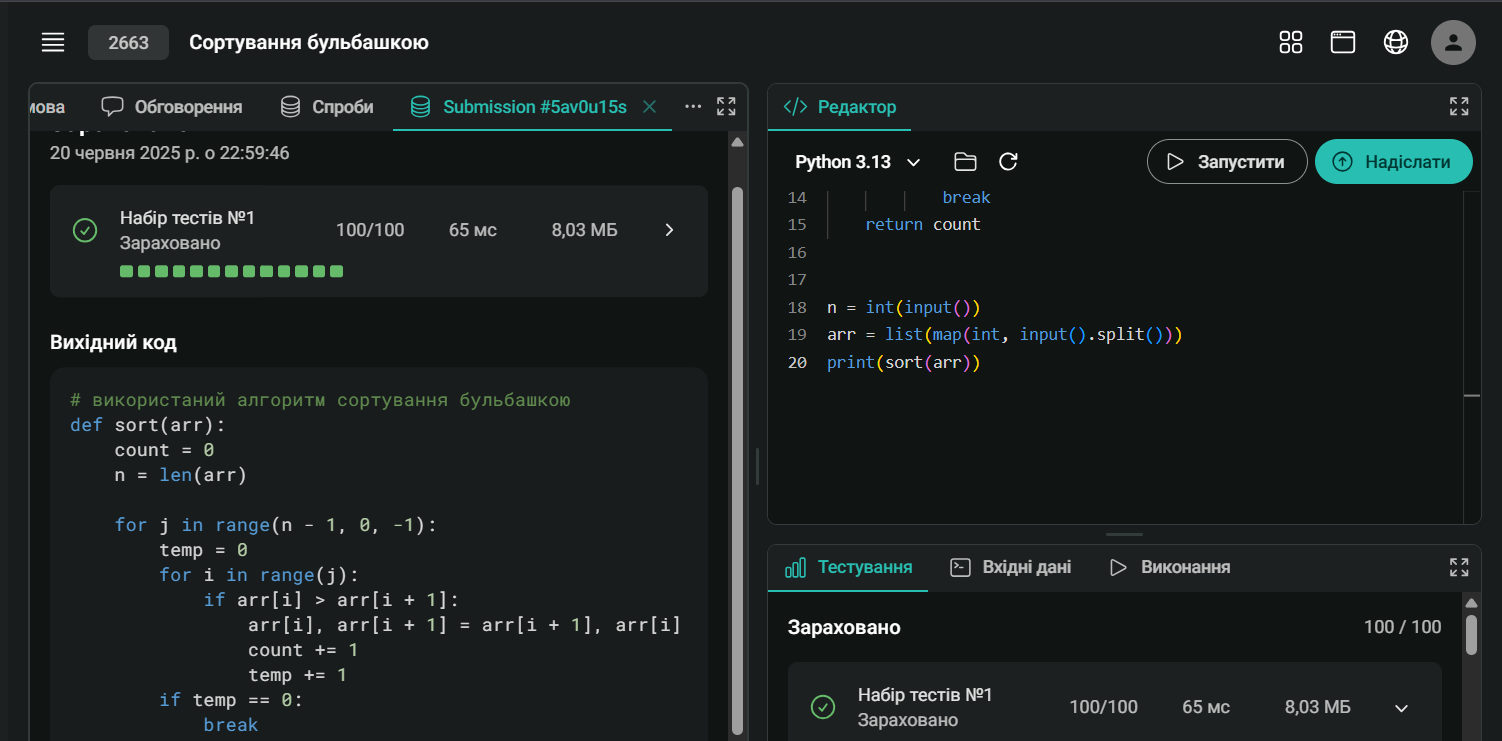 2663
Сортування бульбашкою
мова
Обговорення
Спроби
Submission #5av0u15s
20 червня 2025 р. о 22:59:46
Набір тестів №1
Зараховано
100/100
65 мс
8,03 МБ
Вихідний код
# використаний алгоритм сортування бульбашкою
def sort(arr):
    count = 0
    n = len(arr)
    for j in range(n - 1, 0, -1):
        temp = 0
        for i in range(j):
            if arr[i] > arr[i + 1]:
                arr[i], arr[i + 1] = arr[i + 1], arr[i]
                count += 1
                temp += 1
        if temp == 0:
            break
Редактор
Python 3.13
Запустити
Надіслати
14 break
15 return count
16
17
18 n = int(input())
19 arr = list(map(int, input().split()))
20 print(sort(arr))
Тестування
Вхідні дані
Виконання
Зараховано
100 / 100
Набір тестів №1
Зараховано
100/100
65 мс
8,03 МБ